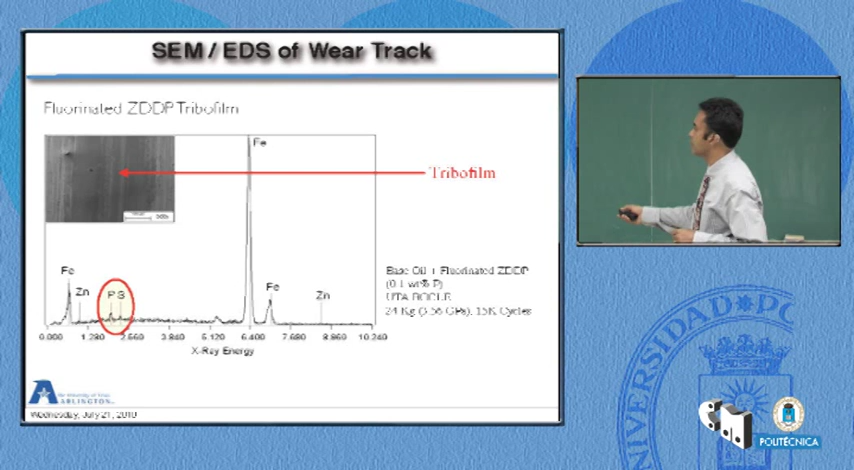 SEM / EDS of Wear Track
Fluorinated ZDDP Tribofilm
Fe
Tribofilm
Fe
Zn
P S
Fe
Zn
Base Oil + Fluorinated ZDDP
(0.1 wt% P)
UTA BOCLE
24 Kg (3.56 GPa), 15K Cycles
0.000 1.280 2.560 3.840 5.120 6.400 7.680 8.960 10.240
X-Ray Energy
The University of Texas
ARLINGTON
Wednesday, July 21, 2010
UNIVERSIDAD PO
POLITÉCNICA